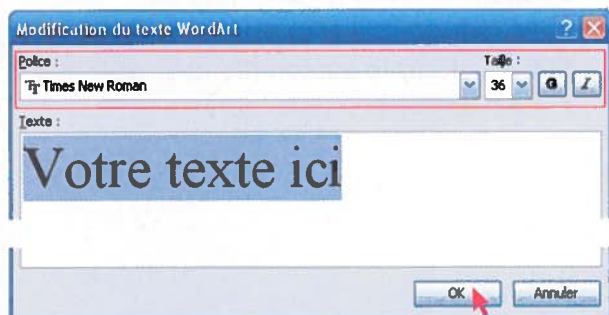 Modification du texte WordArt
Police :
Taille :
Times New Roman
36
G
I
Texte :
Votre texte ici
OK
Annuler